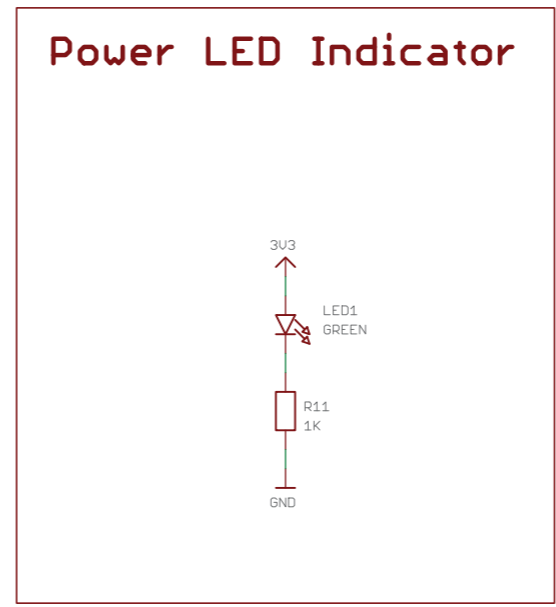 Power LED Indicator
3V3
LED1
GREEN
R11
1K
GND